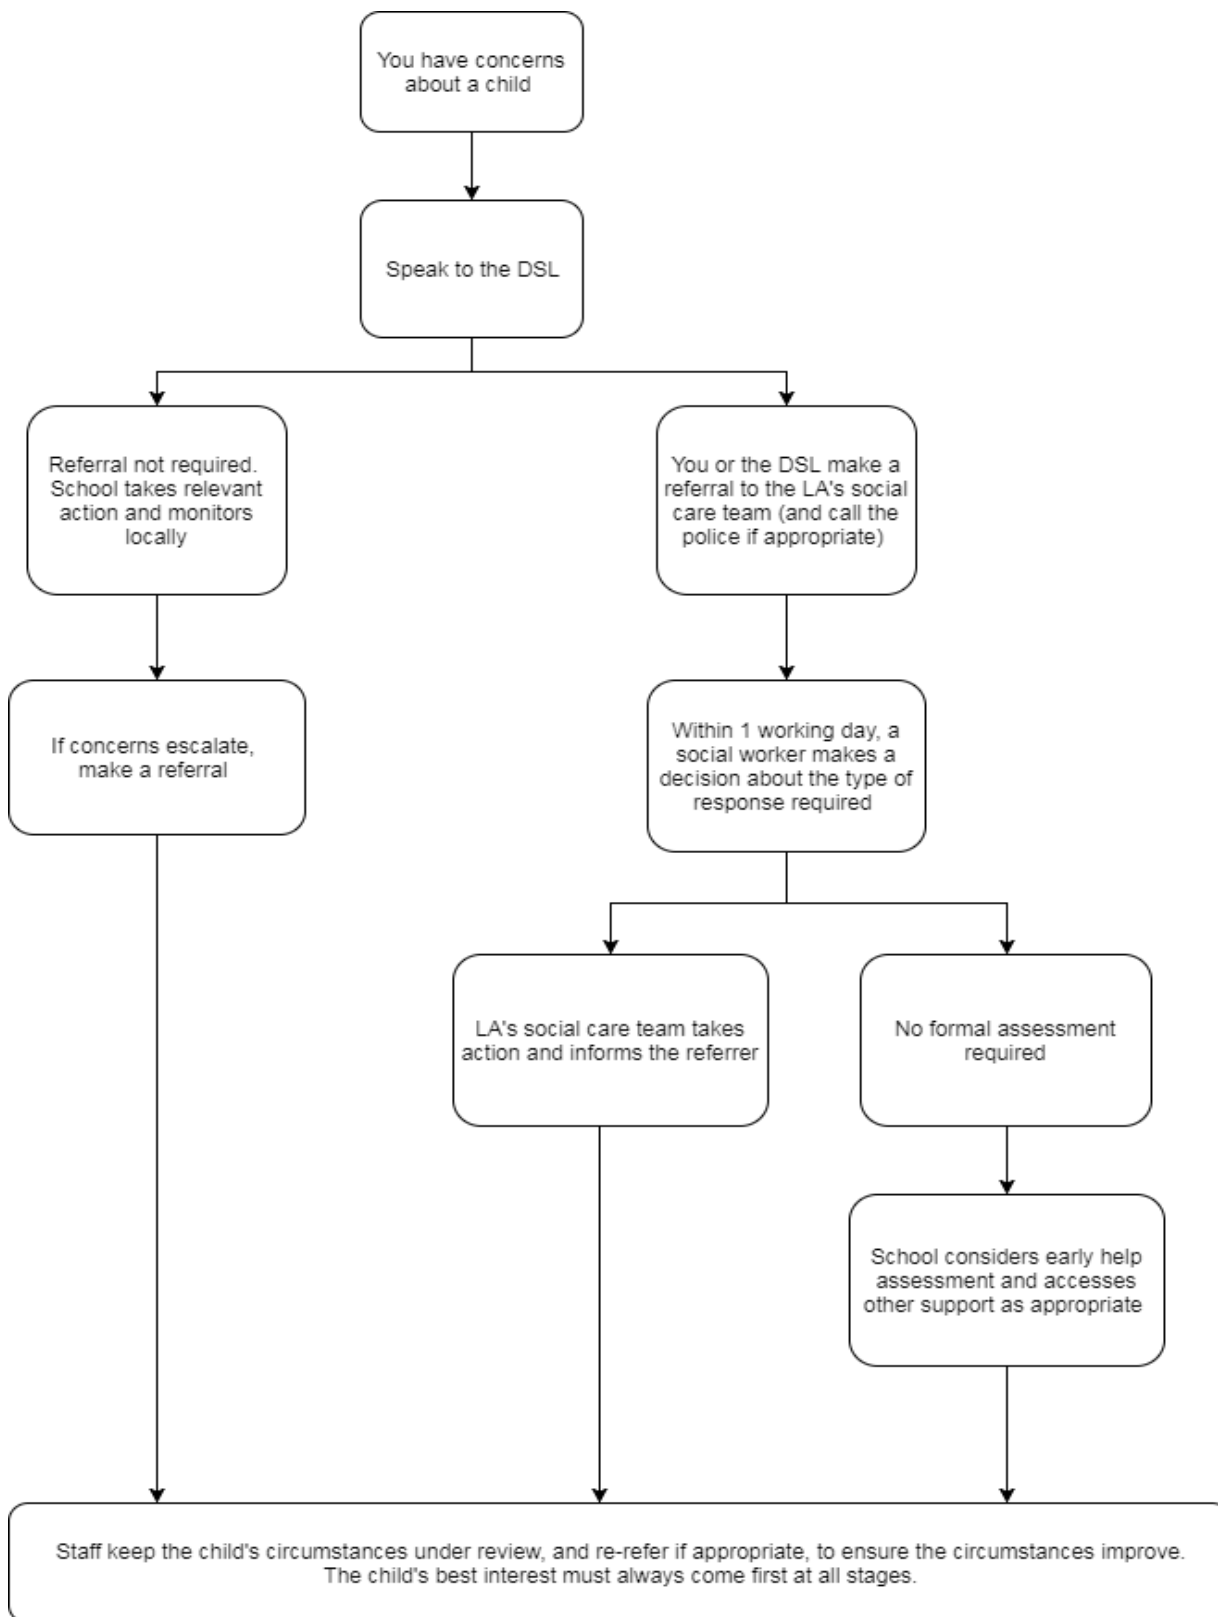 You have concerns
about a child
Speak to the DSL
Referral not required.
School takes relevant
action and monitors
locally
You or the DSL make a
referral to the LA's social
care team (and call the
police if appropriate)
If concerns escalate,
make a referral
Within 1 working day, a
social worker makes a
decision about the type of
response required
LA's social care team takes
action and informs the referrer
No formal assessment
required
School considers early help
assessment and accesses
other support as appropriate
Staff keep the child's circumstances under review, and re-refer if appropriate, to ensure the circumstances improve.
The child's best interest must always come first at all stages.